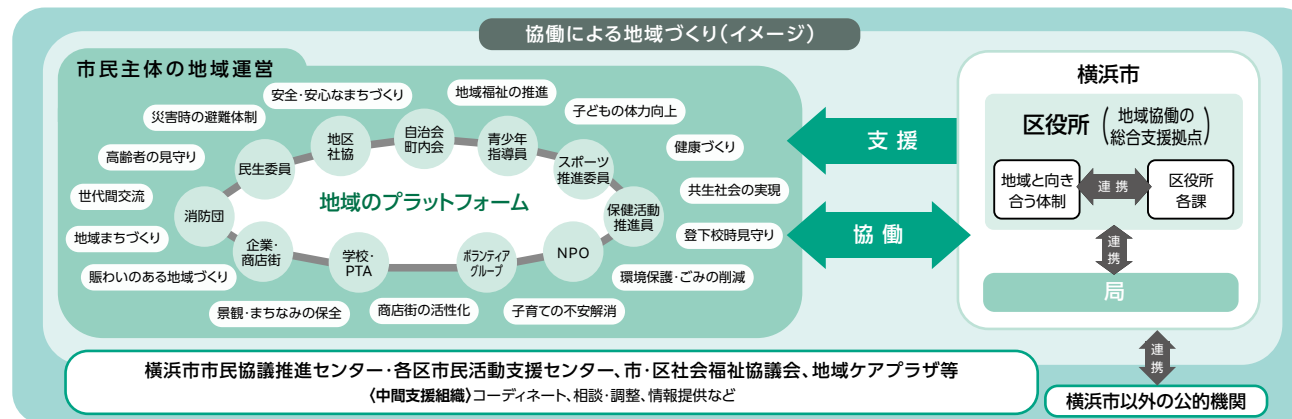 協働による地域づくり(イメージ)
市民主体の地域運営
安全・安心なまちづくり
地域福祉の推進
災害時の避難体制
子どもの体力向上
高齢者の見守り
健康づくり
世代間交流
共生社会の実現
地域まちづくり
登下校時見守り
賑わいのある地域づくり
環境保護・ごみの削減
景観・まちなみの保全
商店街の活性化
子育ての不安解消
地区
社協
自治会
町内会
青少年
指導員
民生委員
スポーツ
推進委員
消防団
保健活動
推進員
企業・
商店街
学校・
PTA
ボランティア
グループ
NPO
地域のプラットフォーム
支援
協働
横浜市
区役所
(地域協働の
総合支援拠点)
地域と向き
合う体制
連携
区役所
各課
連携
局
連携
横浜市以外の公的機関
横浜市市民協議推進センター・各区市民活動支援センター、市・区社会福祉協議会、地域ケアプラザ等
〈中間支援組織〉コーディネート、相談・調整、情報提供など